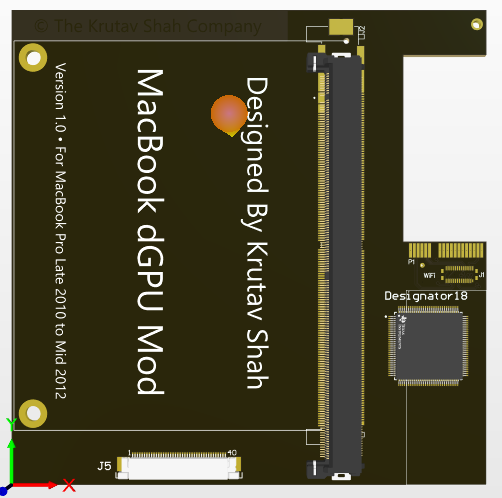 © The Krutav Shah Company
Designed By Krutav Shah
MacBook dGPU Mod
Version 1.0 • For MacBook Pro Late 2010 to Mid 2012
P1
WIFI
J1
Designator18
J5
1
40
Y
X